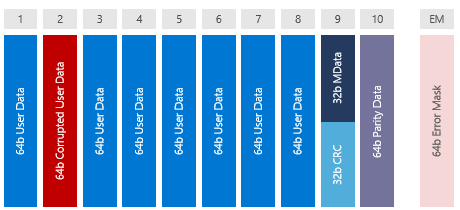 1 2 3 4 5 6 7 8 9 10 EM
64b User Data
64b Corrupted User Data
64b User Data
64b User Data
64b User Data
64b User Data
64b User Data
64b User Data
32b MData
32b CRC
64b Parity Data
64b Error Mask